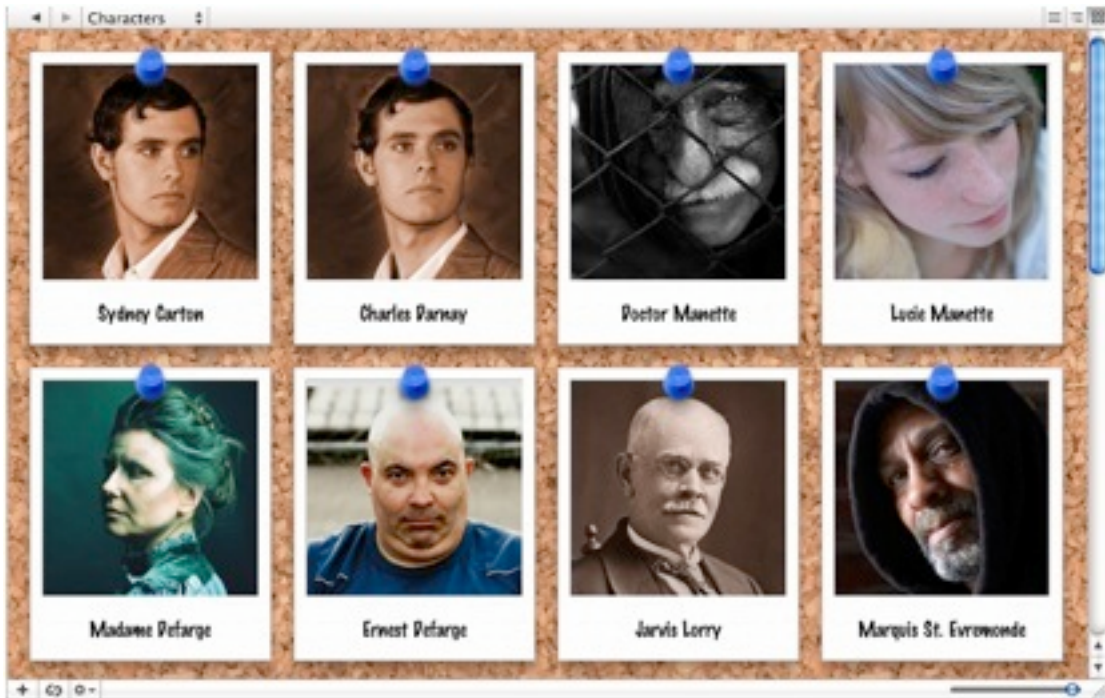 Characters
Sydney Carton
Charles Darnay
Doctor Manette
Lucie Manette
Madame Defarge
Ernest Defarge
Jarvis Lorry
Marquis St. Evremonde